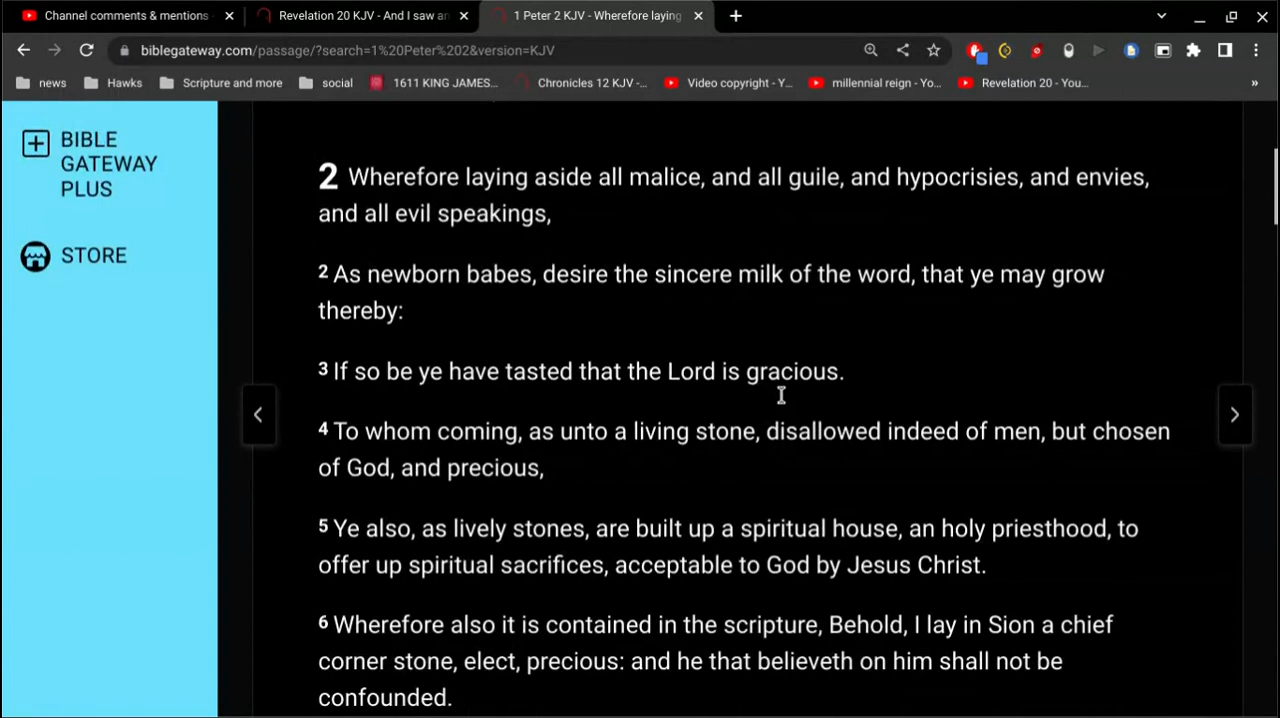 Channel comments & mentions
Revelation 20 KJV - And I saw an
1 Peter 2 KJV - Wherefore laying
biblegateway.com/passage/?search=1%20Peter%202&version=KJV
news
Hawks
Scripture and more
social
1611 KING JAMES...
Chronicles 12 KJV -...
Video copyright - Y...
millennial reign - Yo...
Revelation 20 - You...
»
BIBLE
GATEWAY
PLUS
STORE
2 Wherefore laying aside all malice, and all guile, and hypocrisies, and envies,
and all evil speakings,
2 As newborn babes, desire the sincere milk of the word, that ye may grow
thereby:
3 If so be ye have tasted that the Lord is gracious.
4 To whom coming, as unto a living stone, disallowed indeed of men, but chosen
of God, and precious,
5 Ye also, as lively stones, are built up a spiritual house, an holy priesthood, to
offer up spiritual sacrifices, acceptable to God by Jesus Christ.
6 Wherefore also it is contained in the scripture, Behold, I lay in Sion a chief
corner stone, elect, precious: and he that believeth on him shall not be
confounded.